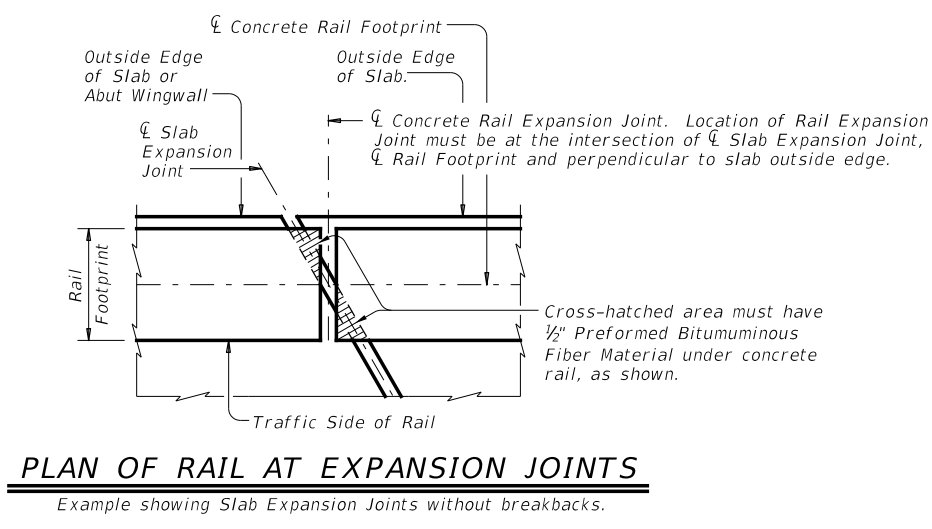 ℄ Concrete Rail Footprint
Outside Edge
of Slab or
Abut Wingwall
Outside Edge
of Slab.
℄ Slab
Expansion
Joint
℄ Concrete Rail Expansion Joint. Location of Rail Expansion
Joint must be at the intersection of ℄ Slab Expansion Joint,
℄ Rail Footprint and perpendicular to slab outside edge.
Rail
Footprint
Cross-hatched area must have
½" Preformed Bitumuminous
Fiber Material under concrete
rail, as shown.
Traffic Side of Rail
PLAN OF RAIL AT EXPANSION JOINTS
Example showing Slab Expansion Joints without breakbacks.